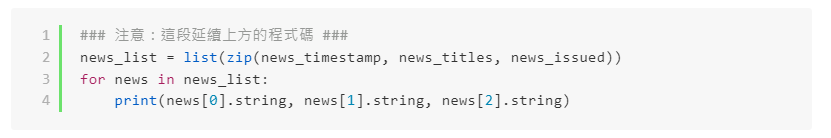 1 ### 注意：這段延續上方的程式碼 ###
2 news_list = list(zip(news_timestamp, news_titles, news_issued))
3 for news in news_list:
4     print(news[0].string, news[1].string, news[2].string)